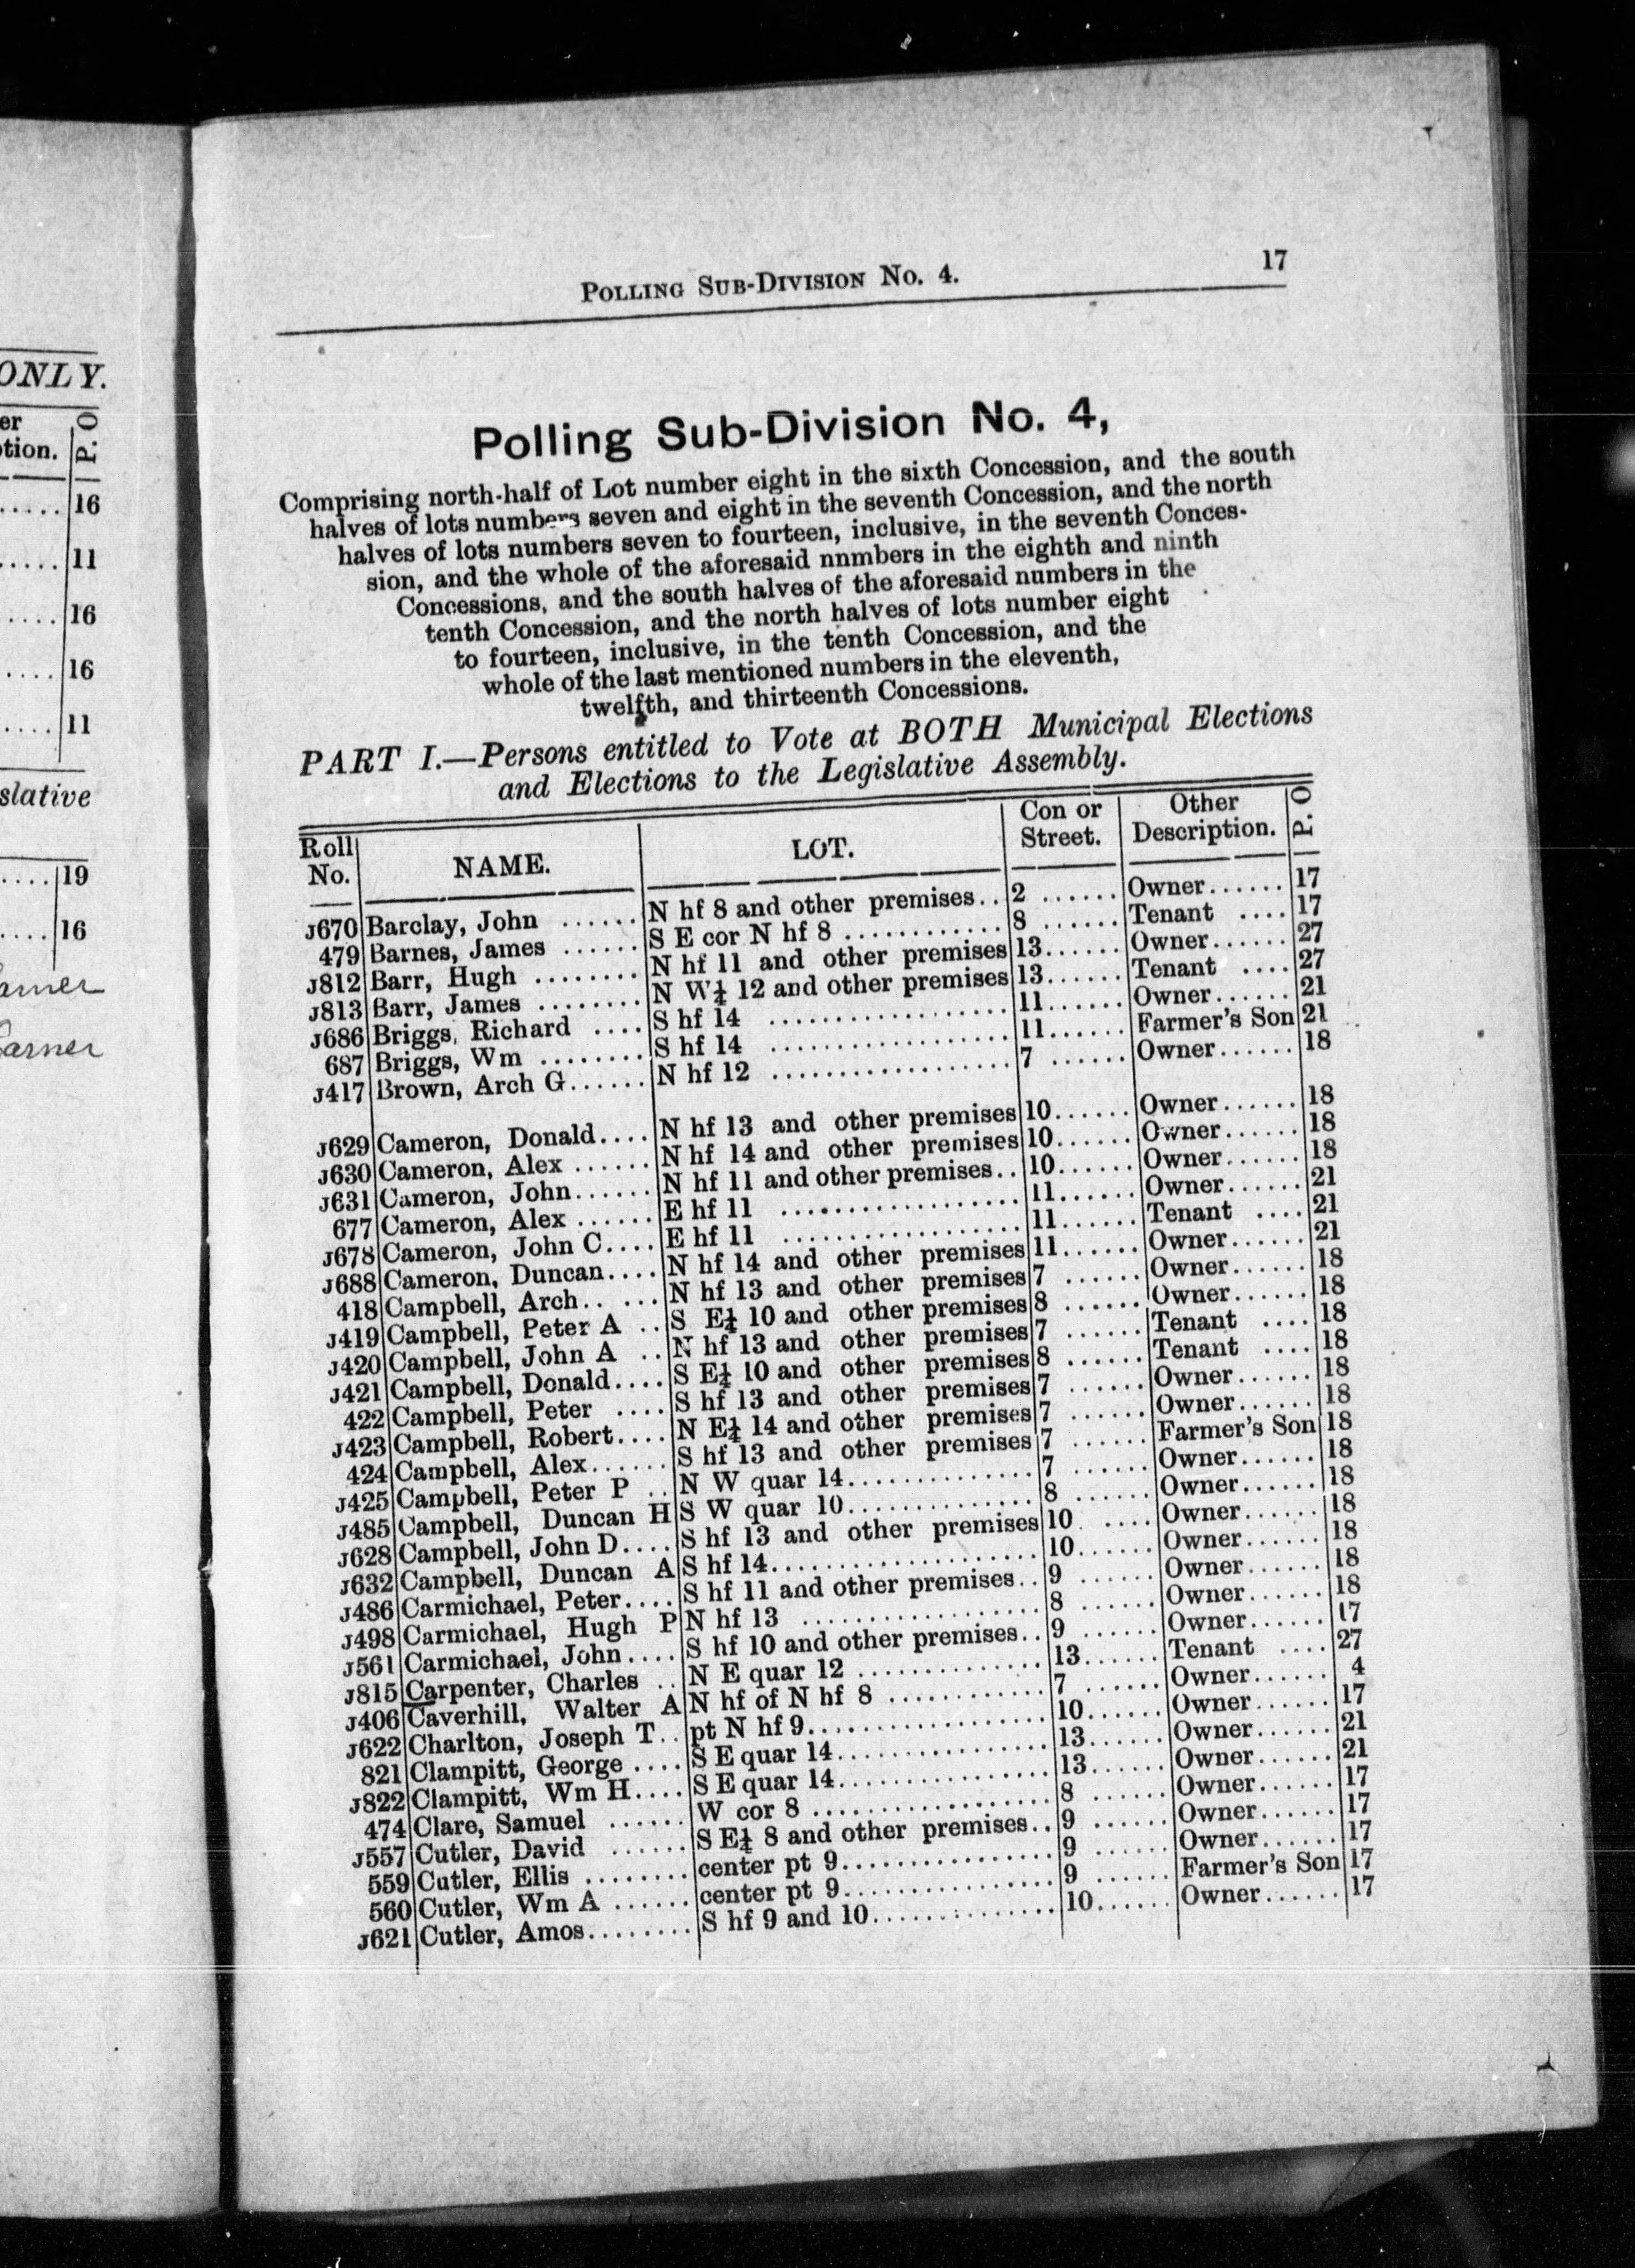 ONLY.
er
tion. P. O
..... 16
..... 11
.... 16
.... 16
.... 11
slative
.... 19
.... 16
arner
arner
POLLING SUB-DIVISION NO. 4. 17
Polling Sub-Division No. 4,
Comprising north-half of Lot number eight in the sixth Concession, and the south
halves of lots numbers seven and eight in the seventh Concession, and the north
halves of lots numbers seven to fourteen, inclusive, in the seventh Conces-
sion, and the whole of the aforesaid nnmbers in the eighth and ninth
Concessions, and the south halves of the aforesaid numbers in the
tenth Concession, and the north halves of lots number eight
to fourteen, inclusive, in the tenth Concession, and the
whole of the last mentioned numbers in the eleventh,
twelfth, and thirteenth Concessions.
PART I.—Persons entitled to Vote at BOTH Municipal Elections
and Elections to the Legislative Assembly.
Roll No. NAME. LOT. Con or Street. Other Description. P. O
J670 Barclay, John ...... N hf 8 and other premises.. 2 ...... Owner...... 17
479 Barnes, James ...... S E cor N hf 8 ............ 8 ...... Tenant .... 17
J812 Barr, Hugh ........ N hf 11 and other premises 13...... Owner...... 27
J813 Barr, James ........ N W¼ 12 and other premises 13...... Tenant .... 27
J686 Briggs, Richard .... S hf 14 .................. 11...... Owner...... 21
687 Briggs, Wm ........ S hf 14 .................. 11...... Farmer's Son 21
J417 Brown, Arch G...... N hf 12 .................. 7 ...... Owner...... 18
J629 Cameron, Donald.... N hf 13 and other premises 10...... Owner...... 18
J630 Cameron, Alex ...... N hf 14 and other premises 10...... Owner...... 18
J631 Cameron, John...... N hf 11 and other premises.. 10...... Owner...... 18
677 Cameron, Alex ...... E hf 11 .................. 11...... Owner...... 21
J678 Cameron, John C.... E hf 11 .................. 11...... Tenant .... 21
J688 Cameron, Duncan.... N hf 14 and other premises 11...... Owner...... 21
418 Campbell, Arch.. ... N hf 13 and other premises 7 ...... Owner...... 18
J419 Campbell, Peter A .. S E¼ 10 and other premises 8 ...... Owner...... 18
J420 Campbell, John A .. N hf 13 and other premises 7 ...... Tenant .... 18
J421 Campbell, Donald.... S E¼ 10 and other premises 8 ...... Tenant .... 18
422 Campbell, Peter .... S hf 13 and other premises 7 ...... Owner...... 18
J423 Campbell, Robert.... N E¼ 14 and other premises 7 ...... Owner...... 18
424 Campbell, Alex...... S hf 13 and other premises 7 ...... Farmer's Son 18
J425 Campbell, Peter P .. N W quar 14.............. 7 ...... Owner...... 18
J485 Campbell, Duncan H S W quar 10.............. 8 ...... Owner...... 18
J628 Campbell, John D.... S hf 13 and other premises 10 .... Owner...... 18
J632 Campbell, Duncan A S hf 14.................... 10...... Owner...... 18
J486 Carmichael, Peter.... S hf 11 and other premises.. 9 ...... Owner...... 18
J498 Carmichael, Hugh P N hf 13 .................. 8 ...... Owner...... 18
J561 Carmichael, John.... S hf 10 and other premises.. 9 ...... Owner...... 17
J815 Carpenter, Charles .. N E quar 12 .............. 13...... Tenant .... 27
J406 Caverhill, Walter A N hf of N hf 8 ............ 7 ...... Owner...... 4
J622 Charlton, Joseph T.. pt N hf 9.................. 10...... Owner...... 17
821 Clampitt, George .... S E quar 14................ 13...... Owner...... 21
J822 Clampitt, Wm H.... S E quar 14................ 13...... Owner...... 21
474 Clare, Samuel ...... W cor 8 .................. 8 ...... Owner...... 17
J557 Cutler, David ...... S E¼ 8 and other premises.. 9 ...... Owner...... 17
559 Cutler, Ellis ........ center pt 9................ 9 ...... Owner...... 17
560 Cutler, Wm A ...... center pt 9................ 9 ...... Farmer's Son 17
J621 Cutler, Amos........ S hf 9 and 10.............. 10...... Owner...... 17